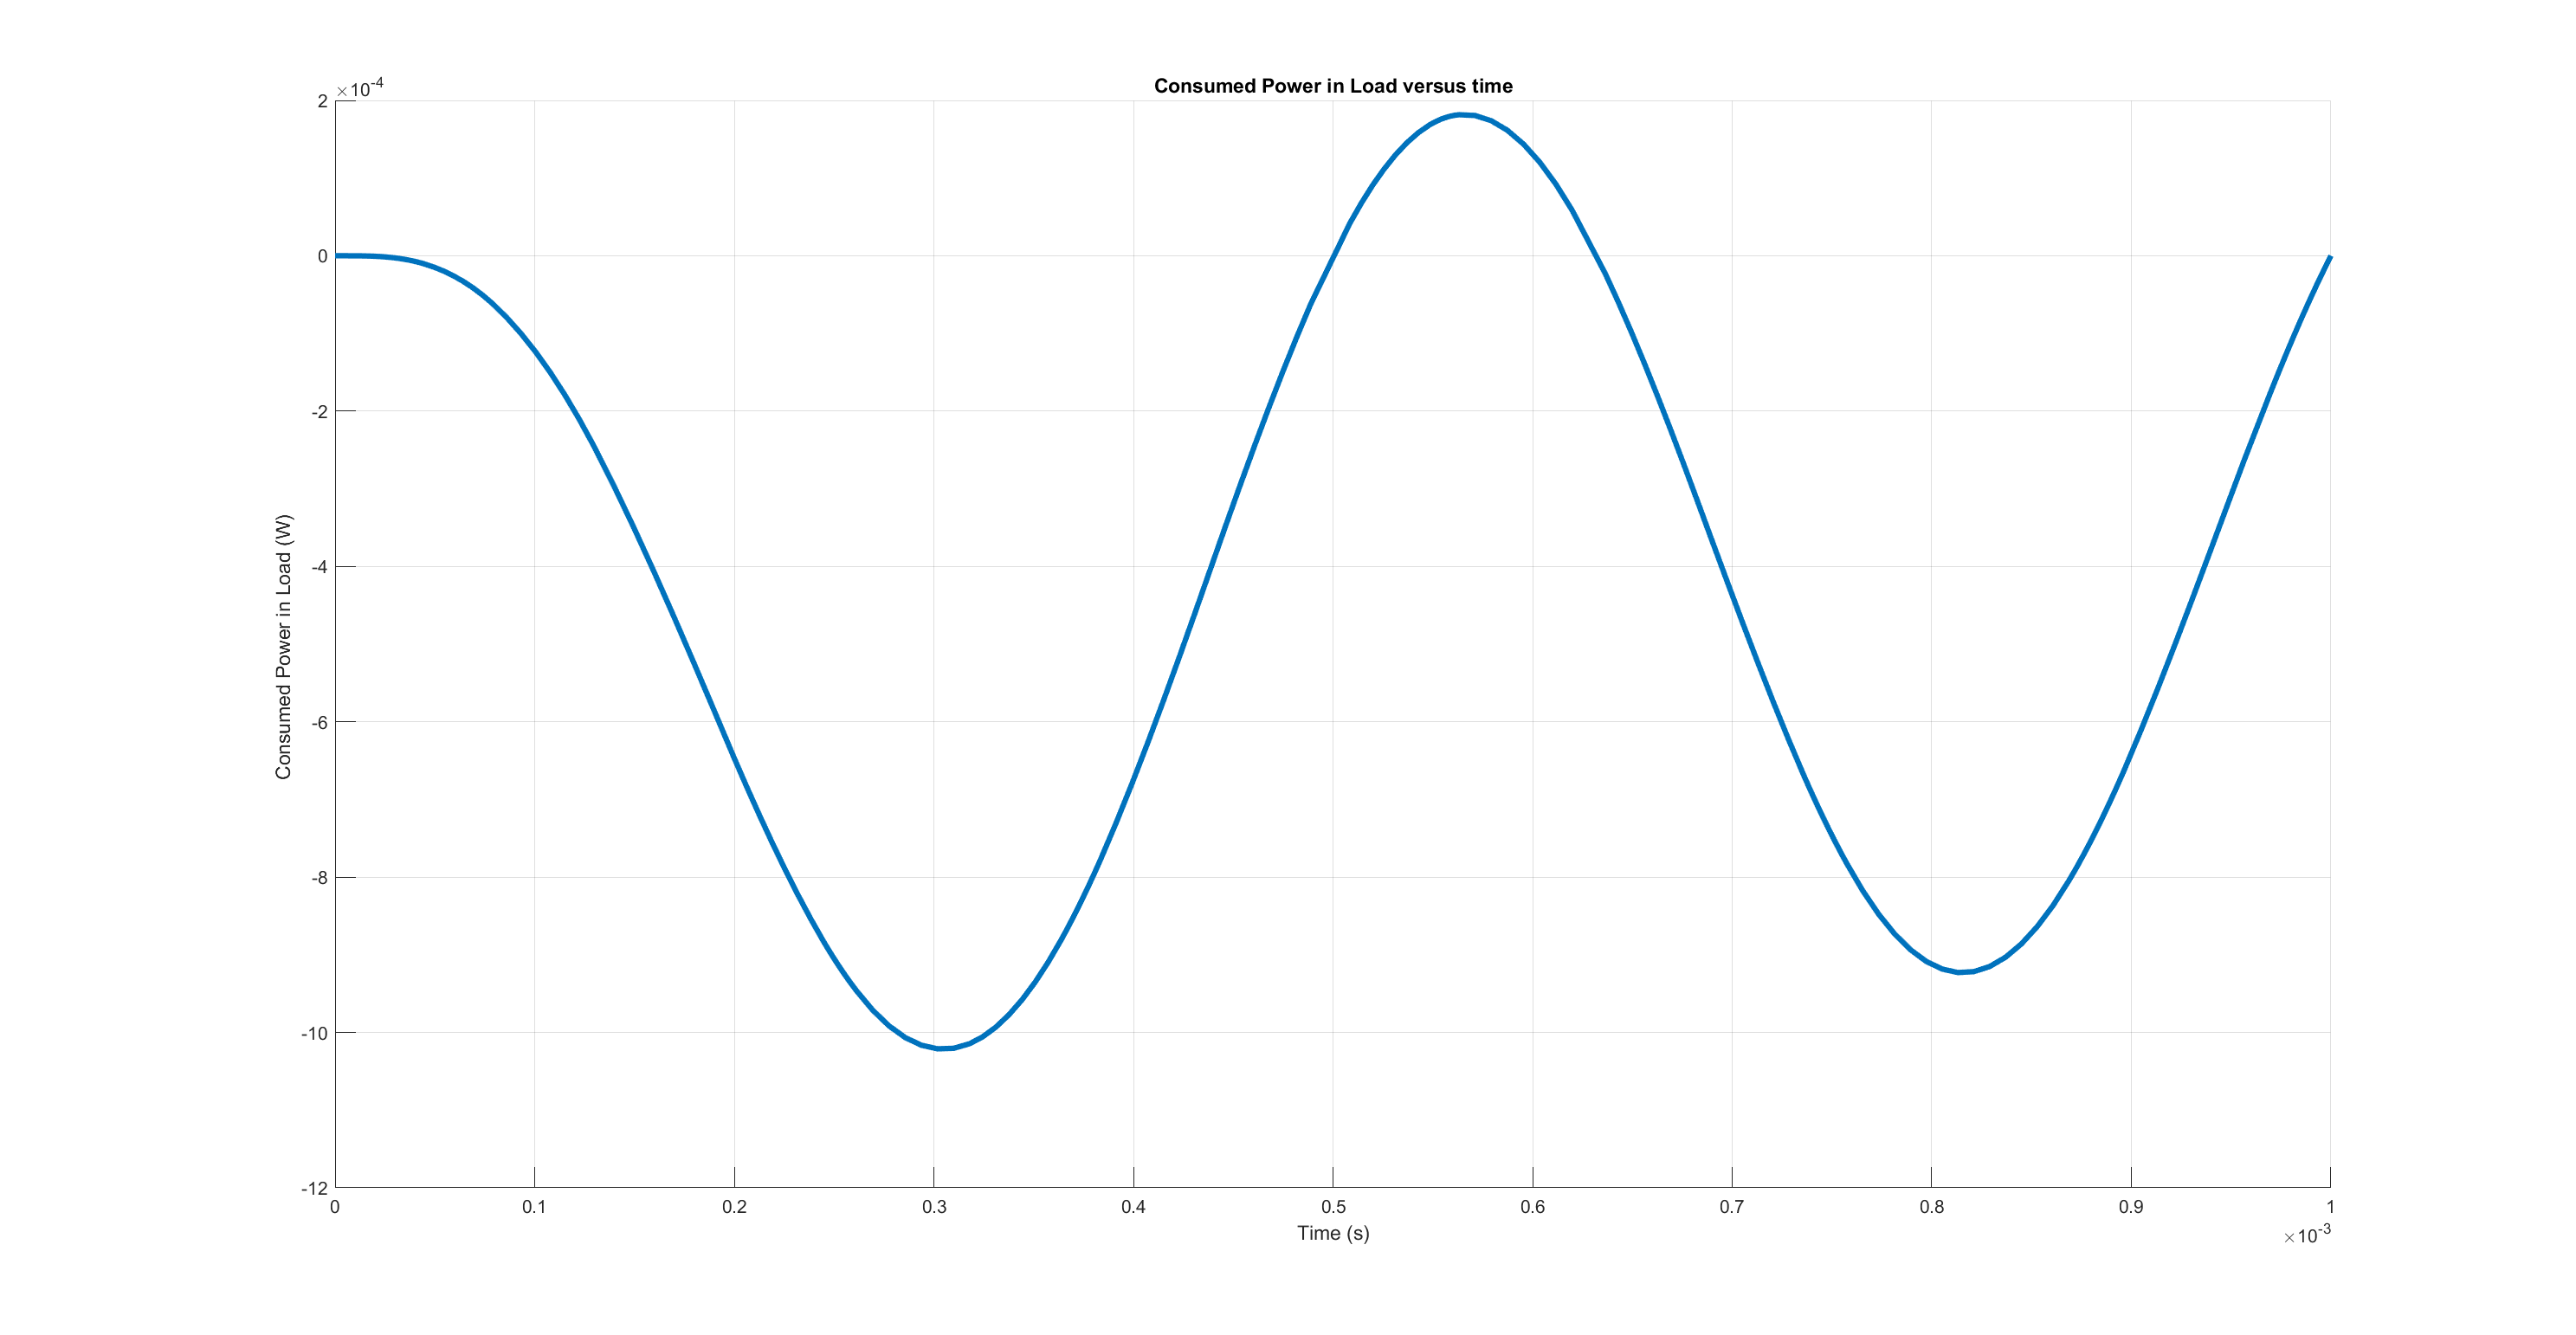 Consumed Power in Load versus time
×10-4
2
0
-2
-4
-6
-8
-10
-12
Consumed Power in Load (W)
0 0.1 0.2 0.3 0.4 0.5 0.6 0.7 0.8 0.9 1
Time (s)
×10-3